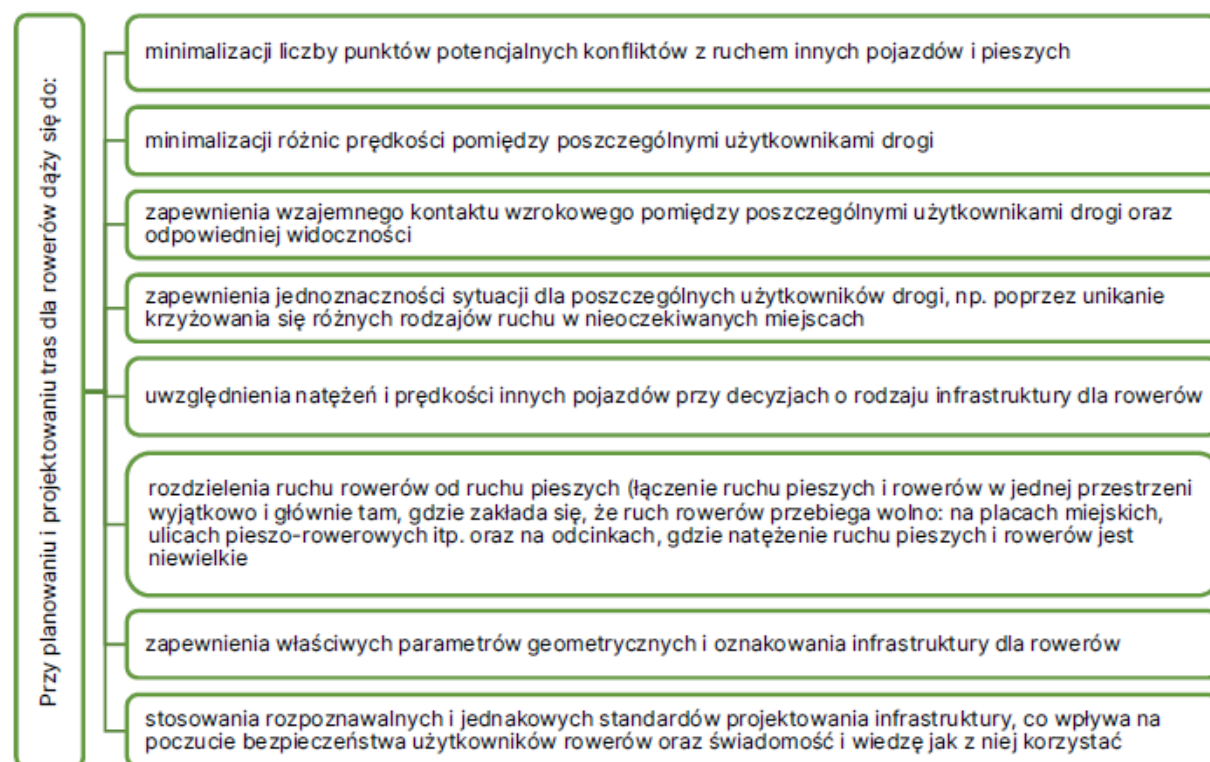 Przy planowaniu i projektowaniu tras dla rowerów dąży się do:
minimalizacji liczby punktów potencjalnych konfliktów z ruchem innych pojazdów i pieszych
minimalizacji różnic prędkości pomiędzy poszczególnymi użytkownikami drogi
zapewnienia wzajemnego kontaktu wzrokowego pomiędzy poszczególnymi użytkownikami drogi oraz
odpowiedniej widoczności
zapewnienia jednoznaczności sytuacji dla poszczególnych użytkowników drogi, np. poprzez unikanie
krzyżowania się różnych rodzajów ruchu w nieoczekiwanych miejscach
uwzględnienia natężeń i prędkości innych pojazdów przy decyzjach o rodzaju infrastruktury dla rowerów
rozdzielenia ruchu rowerów od ruchu pieszych (łączenie ruchu pieszych i rowerów w jednej przestrzeni
wyjątkowo i głównie tam, gdzie zakłada się, że ruch rowerów przebiega wolno: na placach miejskich,
ulicach pieszo-rowerowych itp. oraz na odcinkach, gdzie natężenie ruchu pieszych i rowerów jest
niewielkie
zapewnienia właściwych parametrów geometrycznych i oznakowania infrastruktury dla rowerów
stosowania rozpoznawalnych i jednakowych standardów projektowania infrastruktury, co wpływa na
poczucie bezpieczeństwa użytkowników rowerów oraz świadomość i wiedzę jak z niej korzystać